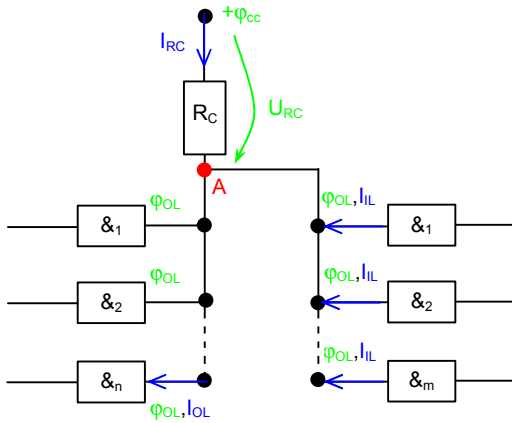 +φcc
I_RC
R_C
U_RC
A
φ_OL φ_OL,I_IL
&_1 &_1
φ_OL φ_OL,I_IL
&_2 &_2
φ_OL,I_IL
&_n &_m
φ_OL,I_OL